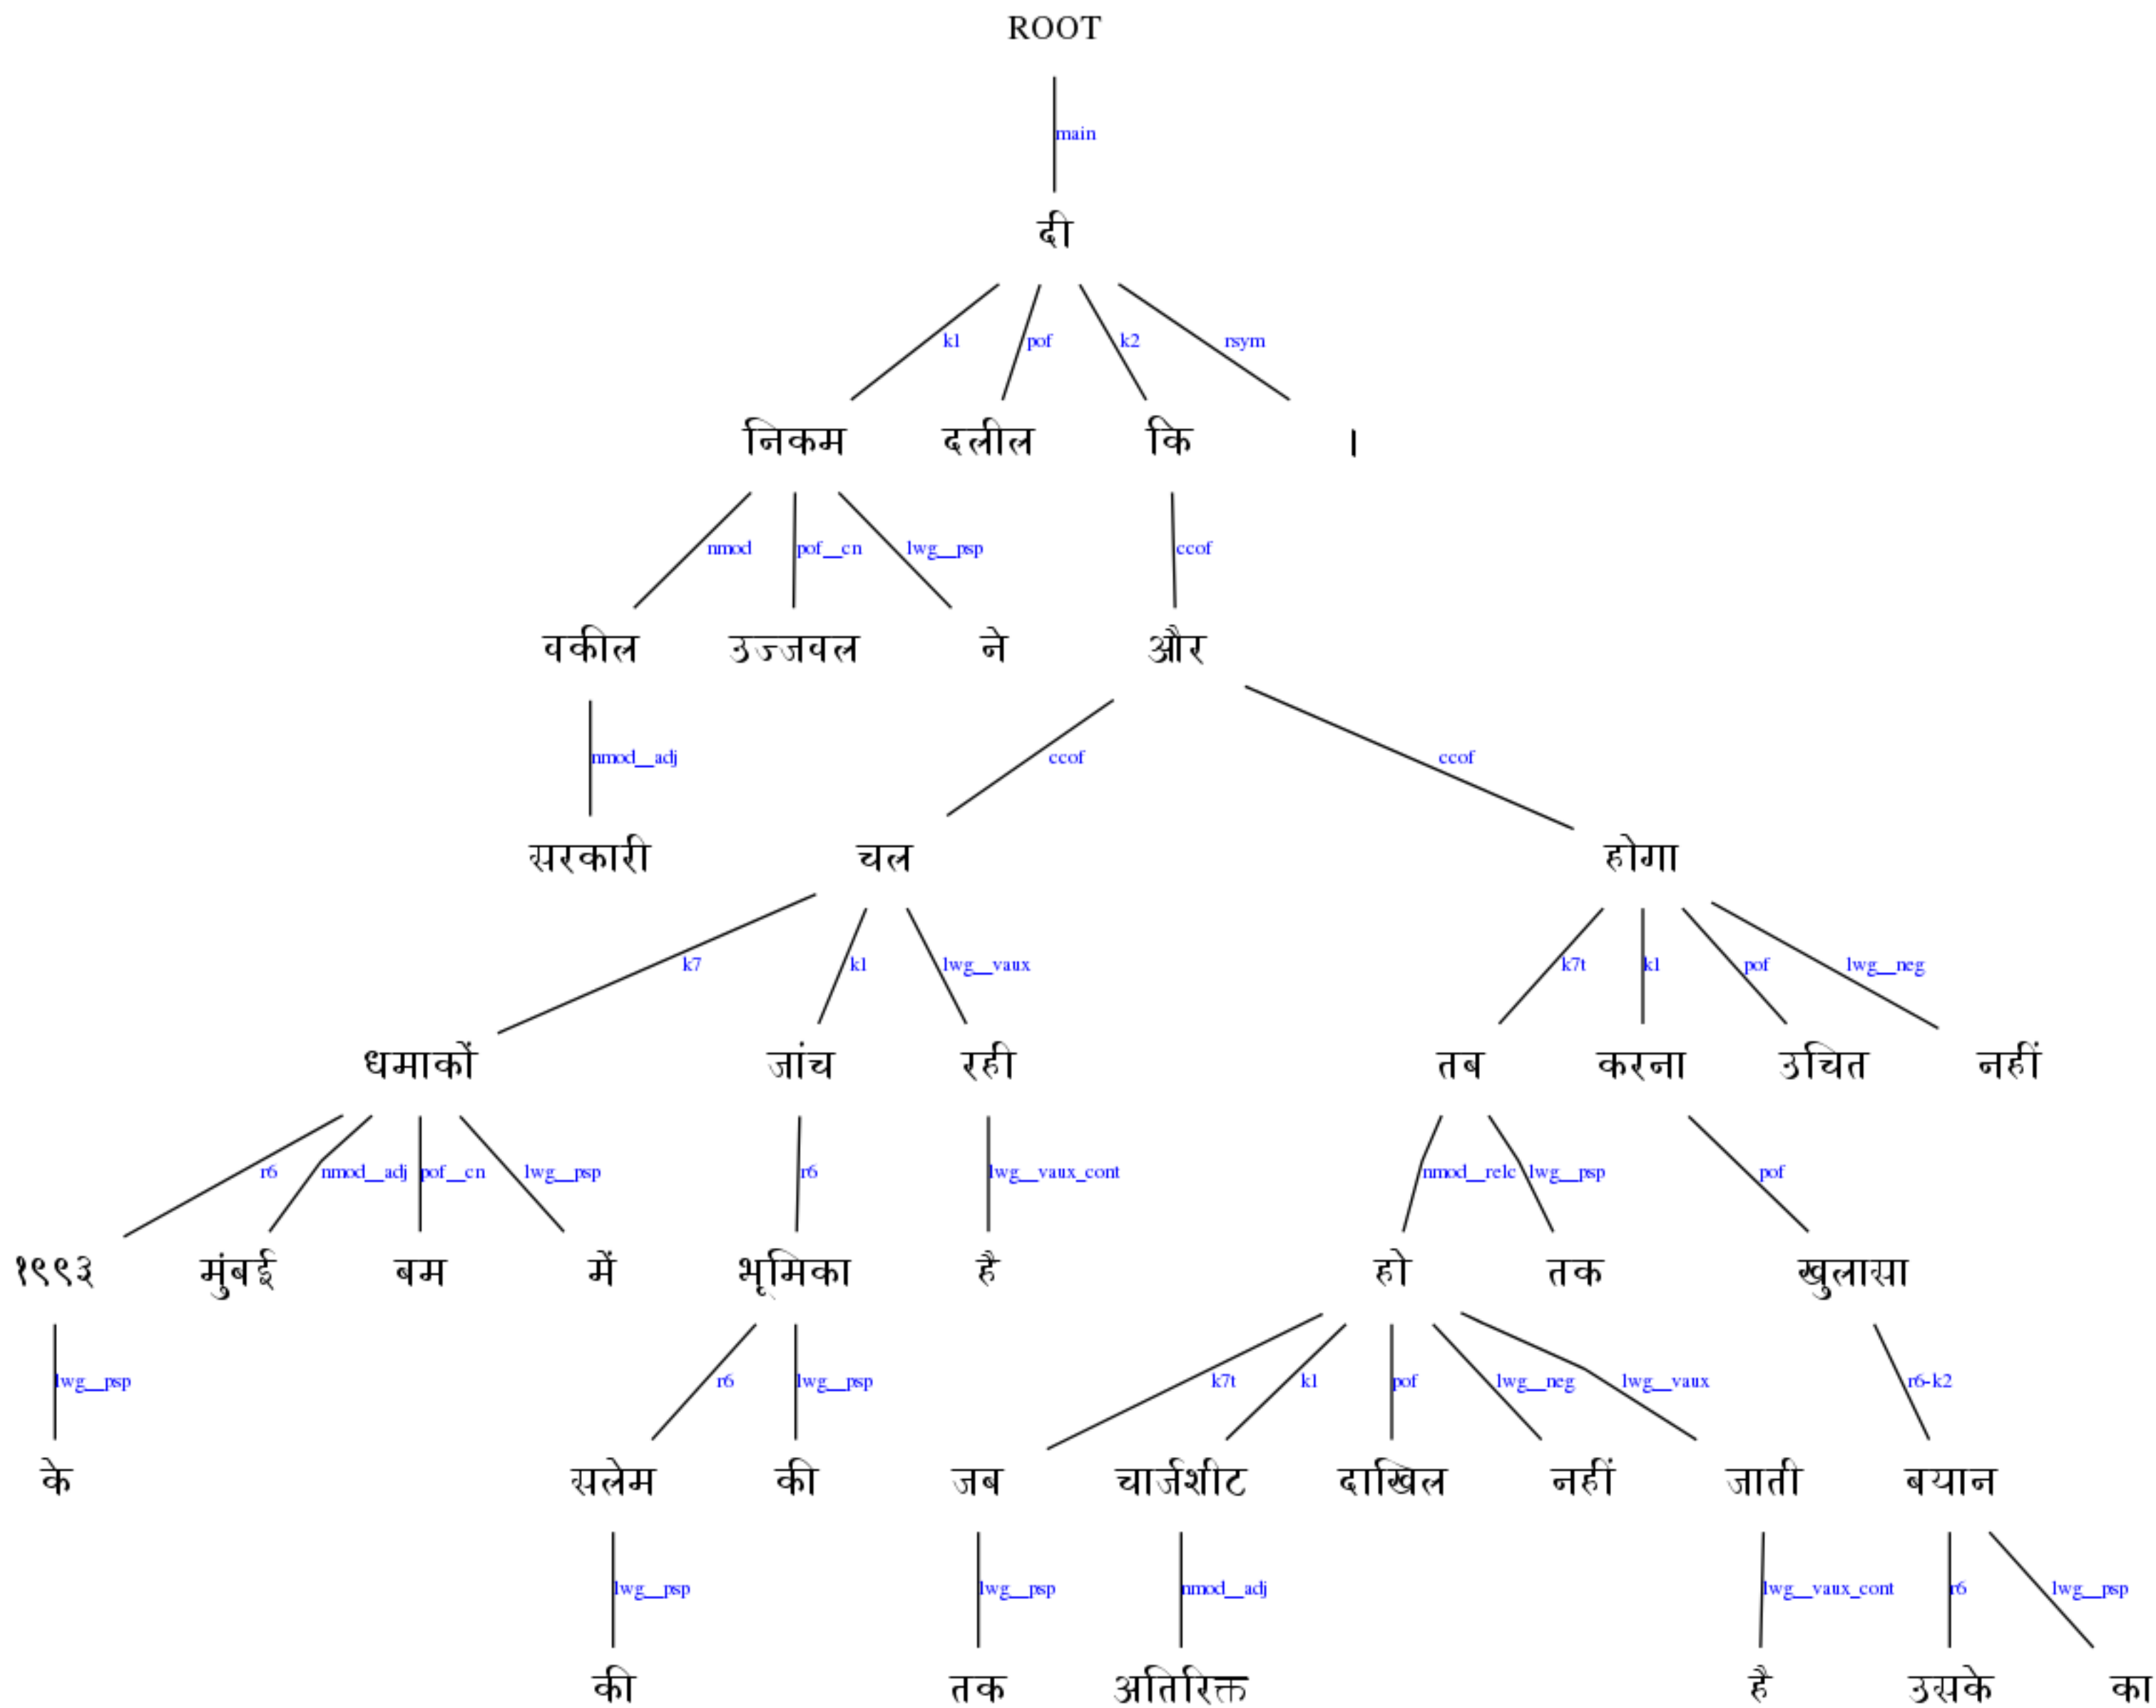 ROOT
main
दी
k1 pof k2 rsym
निकम दलील कि ।
nmod pof__cn lwg__psp ccof
वकील उज्जवल ने और
nmod__adj ccof ccof
सरकारी चल होगा
k7 k1 lwg__vaux k7t k1 pof lwg__neg
धमाकों जांच रही तब करना उचित नहीं
r6 nmod__adj pof__cn lwg__psp r6 lwg__vaux_cont nmod__relc lwg__psp pof
१९९३ मुंबई बम में भूमिका है हो तक खुलासा
lwg__psp r6 lwg__psp k7t k1 pof lwg__neg lwg__vaux r6-k2
के सलेम की जब चार्जशीट दाखिल नहीं जाती बयान
lwg__psp lwg__psp nmod__adj lwg__vaux_cont r6 lwg__psp
की तक अतिरिक्त है उसके का